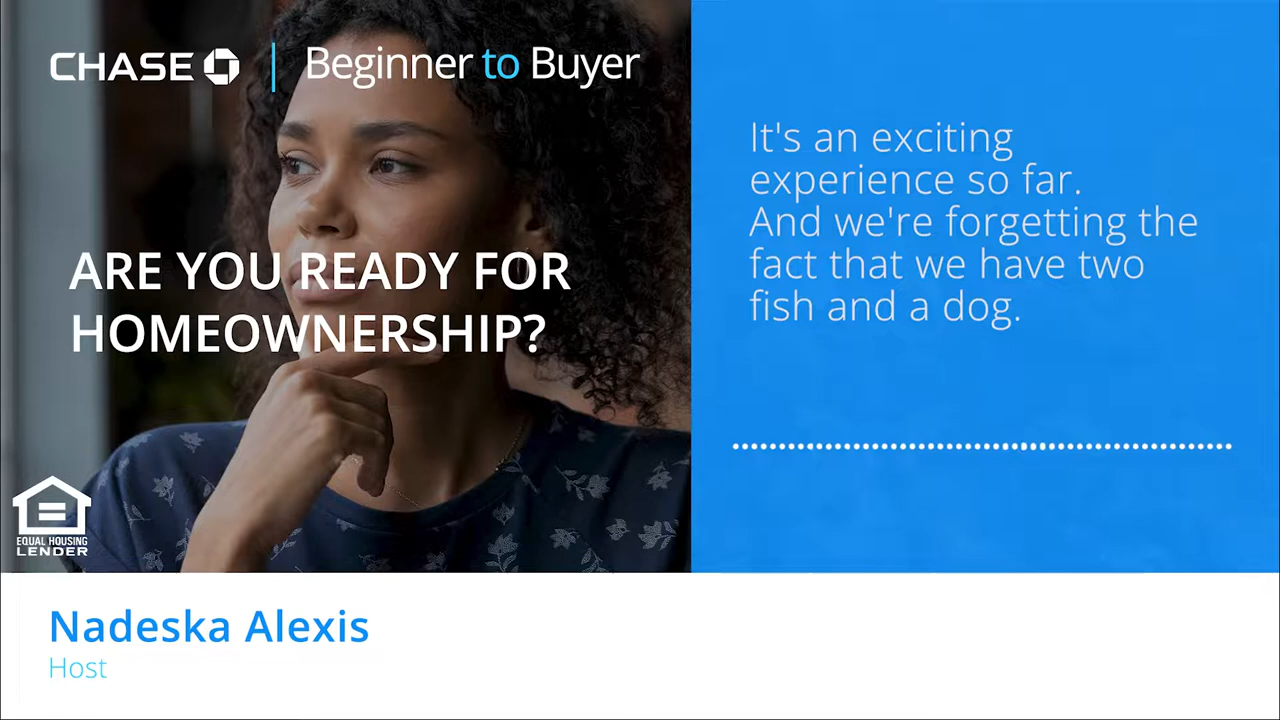 CHASE
Beginner to Buyer
ARE YOU READY FOR
HOMEOWNERSHIP?
EQUAL HOUSING
LENDER
It's an exciting
experience so far.
And we're forgetting the
fact that we have two
fish and a dog.
Nadeska Alexis
Host